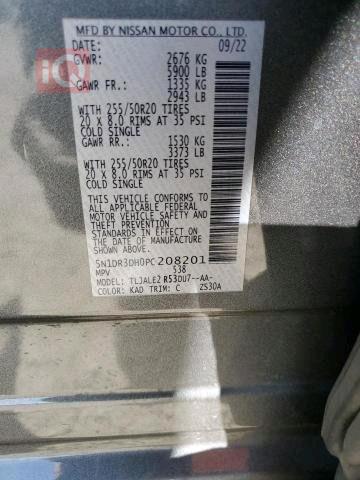 MFD BY NISSAN MOTOR CO., LTD.
DATE: 09/22
GVWR: 2676 KG
5900 LB
GAWR FR.: 1335 KG
2943 LB
WITH 255/50R20 TIRES
20 X 8.0 RIMS AT 35 PSI
COLD SINGLE
GAWR RR.: 1530 KG
3373 LB
WITH 255/50R20 TIRES
20 X 8.0 RIMS AT 35 PSI
COLD SINGLE
THIS VEHICLE CONFORMS
TO ALL APPLICABLE FEDERAL
MOTOR VEHICLE SAFETY
STANDARDS IN EFFECT ON
THE DATE OF MANUFACTURE
SHOWN ABOVE.
5N1DR3DH0PC208201
MPV 538
MODEL: TLJALE2 R53DU7--AA-
COLOR: KAD TRIM: C ZS30A
iQ